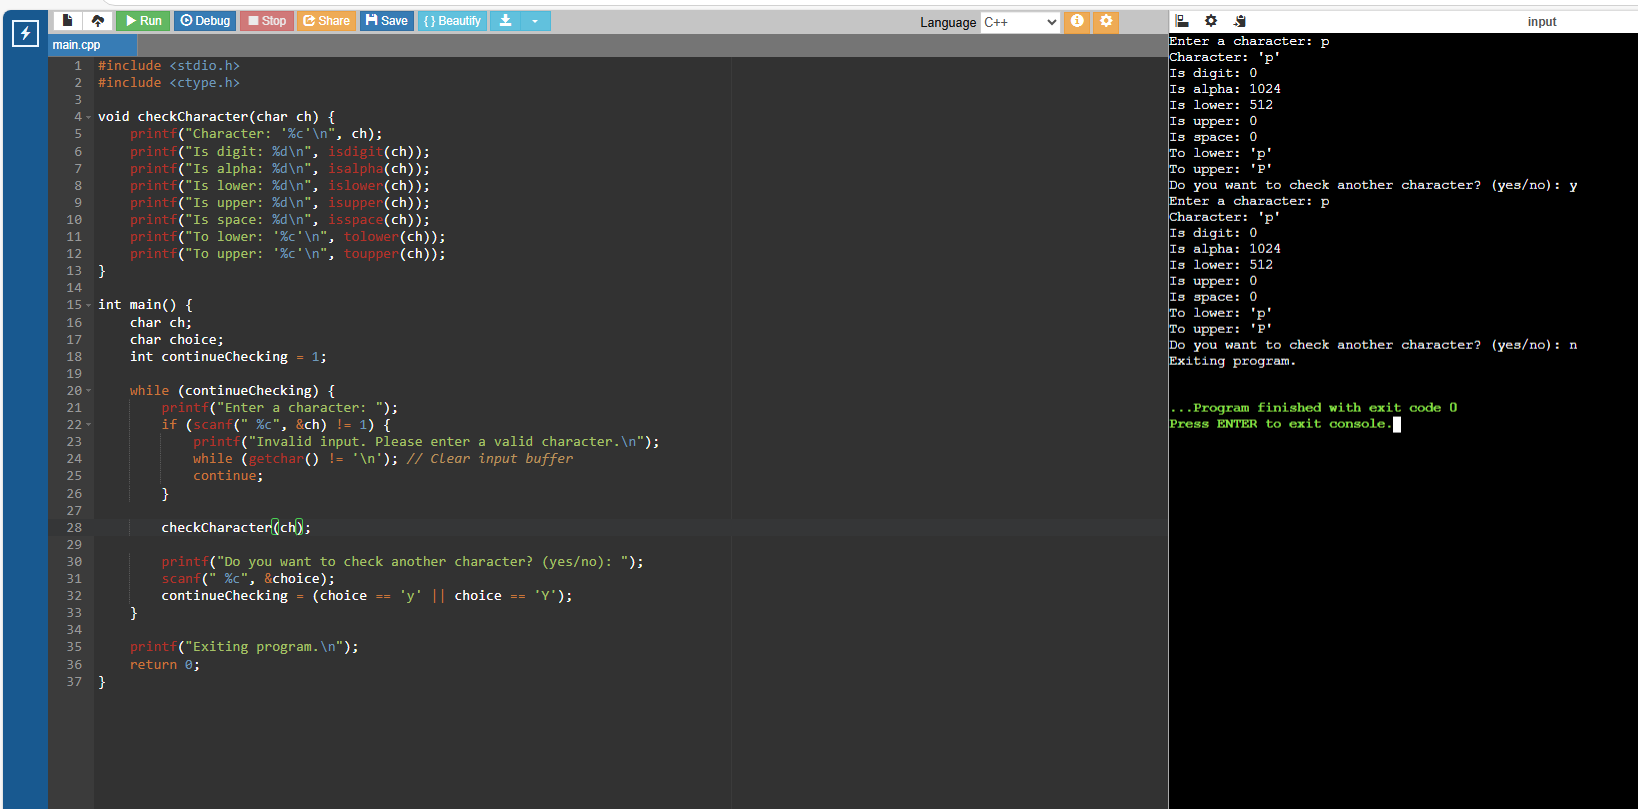 Run Debug Stop Share Save { } Beautify Language C++
main.cpp
1 #include <stdio.h>
2 #include <ctype.h>
3
4 void checkCharacter(char ch) {
5     printf("Character: '%c'\n", ch);
6     printf("Is digit: %d\n", isdigit(ch));
7     printf("Is alpha: %d\n", isalpha(ch));
8     printf("Is lower: %d\n", islower(ch));
9     printf("Is upper: %d\n", isupper(ch));
10     printf("Is space: %d\n", isspace(ch));
11     printf("To lower: '%c'\n", tolower(ch));
12     printf("To upper: '%c'\n", toupper(ch));
13 }
14
15 int main() {
16     char ch;
17     char choice;
18     int continueChecking = 1;
19
20     while (continueChecking) {
21         printf("Enter a character: ");
22         if (scanf(" %c", &ch) != 1) {
23             printf("Invalid input. Please enter a valid character.\n");
24             while (getchar() != '\n'); // Clear input buffer
25             continue;
26         }
27
28         checkCharacter(ch);
29
30         printf("Do you want to check another character? (yes/no): ");
31         scanf(" %c", &choice);
32         continueChecking = (choice == 'y' || choice == 'Y');
33     }
34
35     printf("Exiting program.\n");
36     return 0;
37 }
input
Enter a character: p
Character: 'p'
Is digit: 0
Is alpha: 1024
Is lower: 512
Is upper: 0
Is space: 0
To lower: 'p'
To upper: 'P'
Do you want to check another character? (yes/no): y
Enter a character: p
Character: 'p'
Is digit: 0
Is alpha: 1024
Is lower: 512
Is upper: 0
Is space: 0
To lower: 'p'
To upper: 'P'
Do you want to check another character? (yes/no): n
Exiting program.
...Program finished with exit code 0
Press ENTER to exit console.